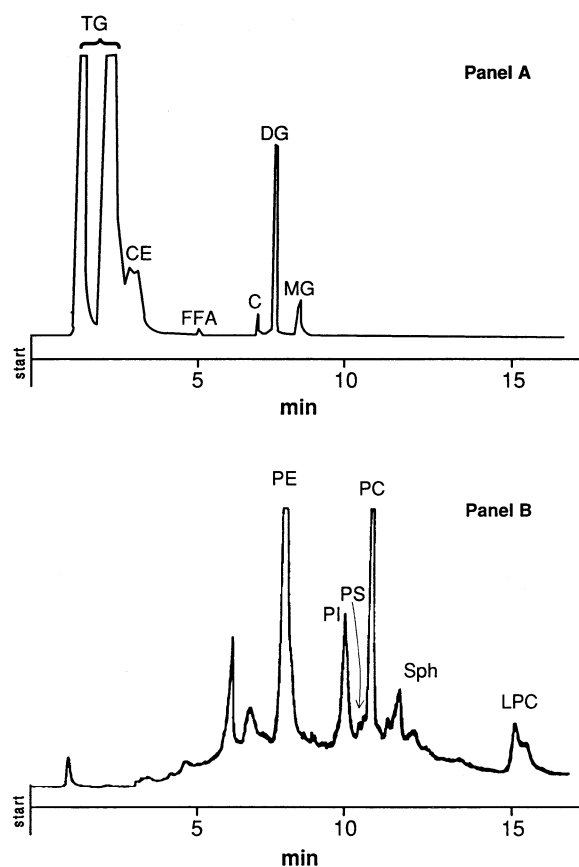 TG
Panel A
DG
CE
FFA
C
MG
start
5
10
15
min
PE
PC
Panel B
PS
PI
Sph
LPC
start
5
10
15
min